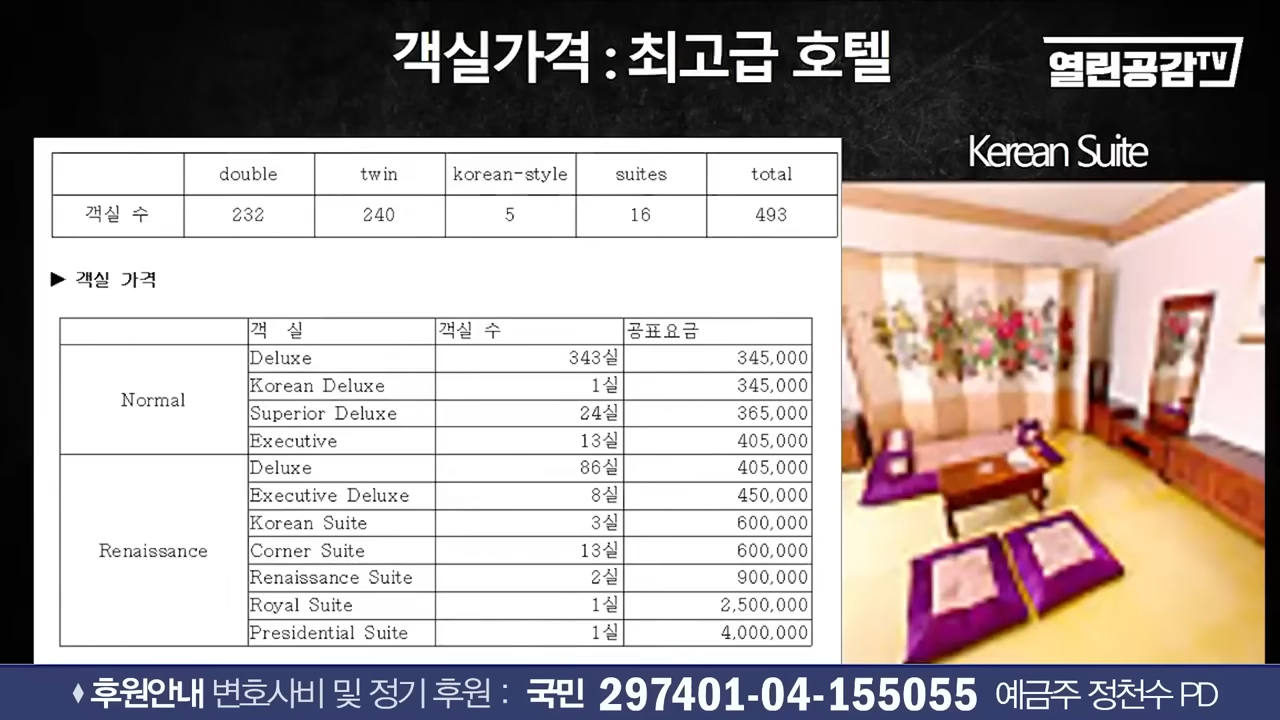 객실가격 : 최고급 호텔
열린공감TV
Kerean Suite
double twin korean-style suites total
객실 수 232 240 5 16 493
▶ 객실 가격
객 실 객실 수 공표요금
Normal
Deluxe 343실 345,000
Korean Deluxe 1실 345,000
Superior Deluxe 24실 365,000
Executive 13실 405,000
Renaissance
Deluxe 86실 405,000
Executive Deluxe 8실 450,000
Korean Suite 3실 600,000
Corner Suite 13실 600,000
Renaissance Suite 2실 900,000
Royal Suite 1실 2,500,000
Presidential Suite 1실 4,000,000
♦ 후원안내 변호사비 및 정기 후원 : 국민 297401-04-155055 예금주 정천수 PD